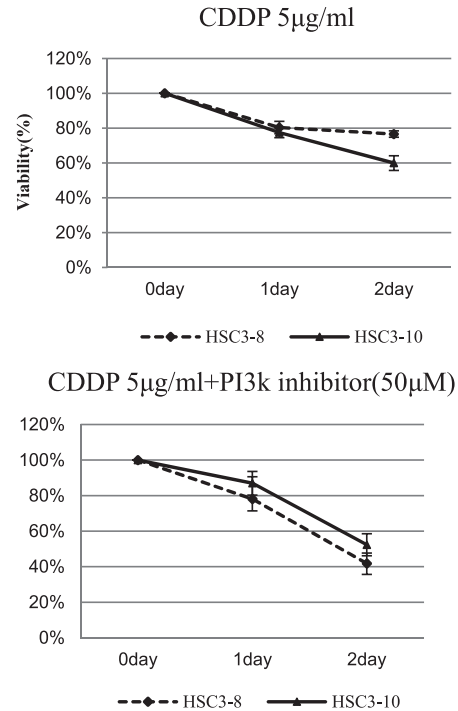 CDDP 5μg/ml
120%
100%
80%
60%
40%
20%
0%
Viability(%)
0day 1day 2day
HSC3-8 HSC3-10
CDDP 5μg/ml+PI3k inhibitor(50μM)
120%
100%
80%
60%
40%
20%
0%
0day 1day 2day
HSC3-8 HSC3-10